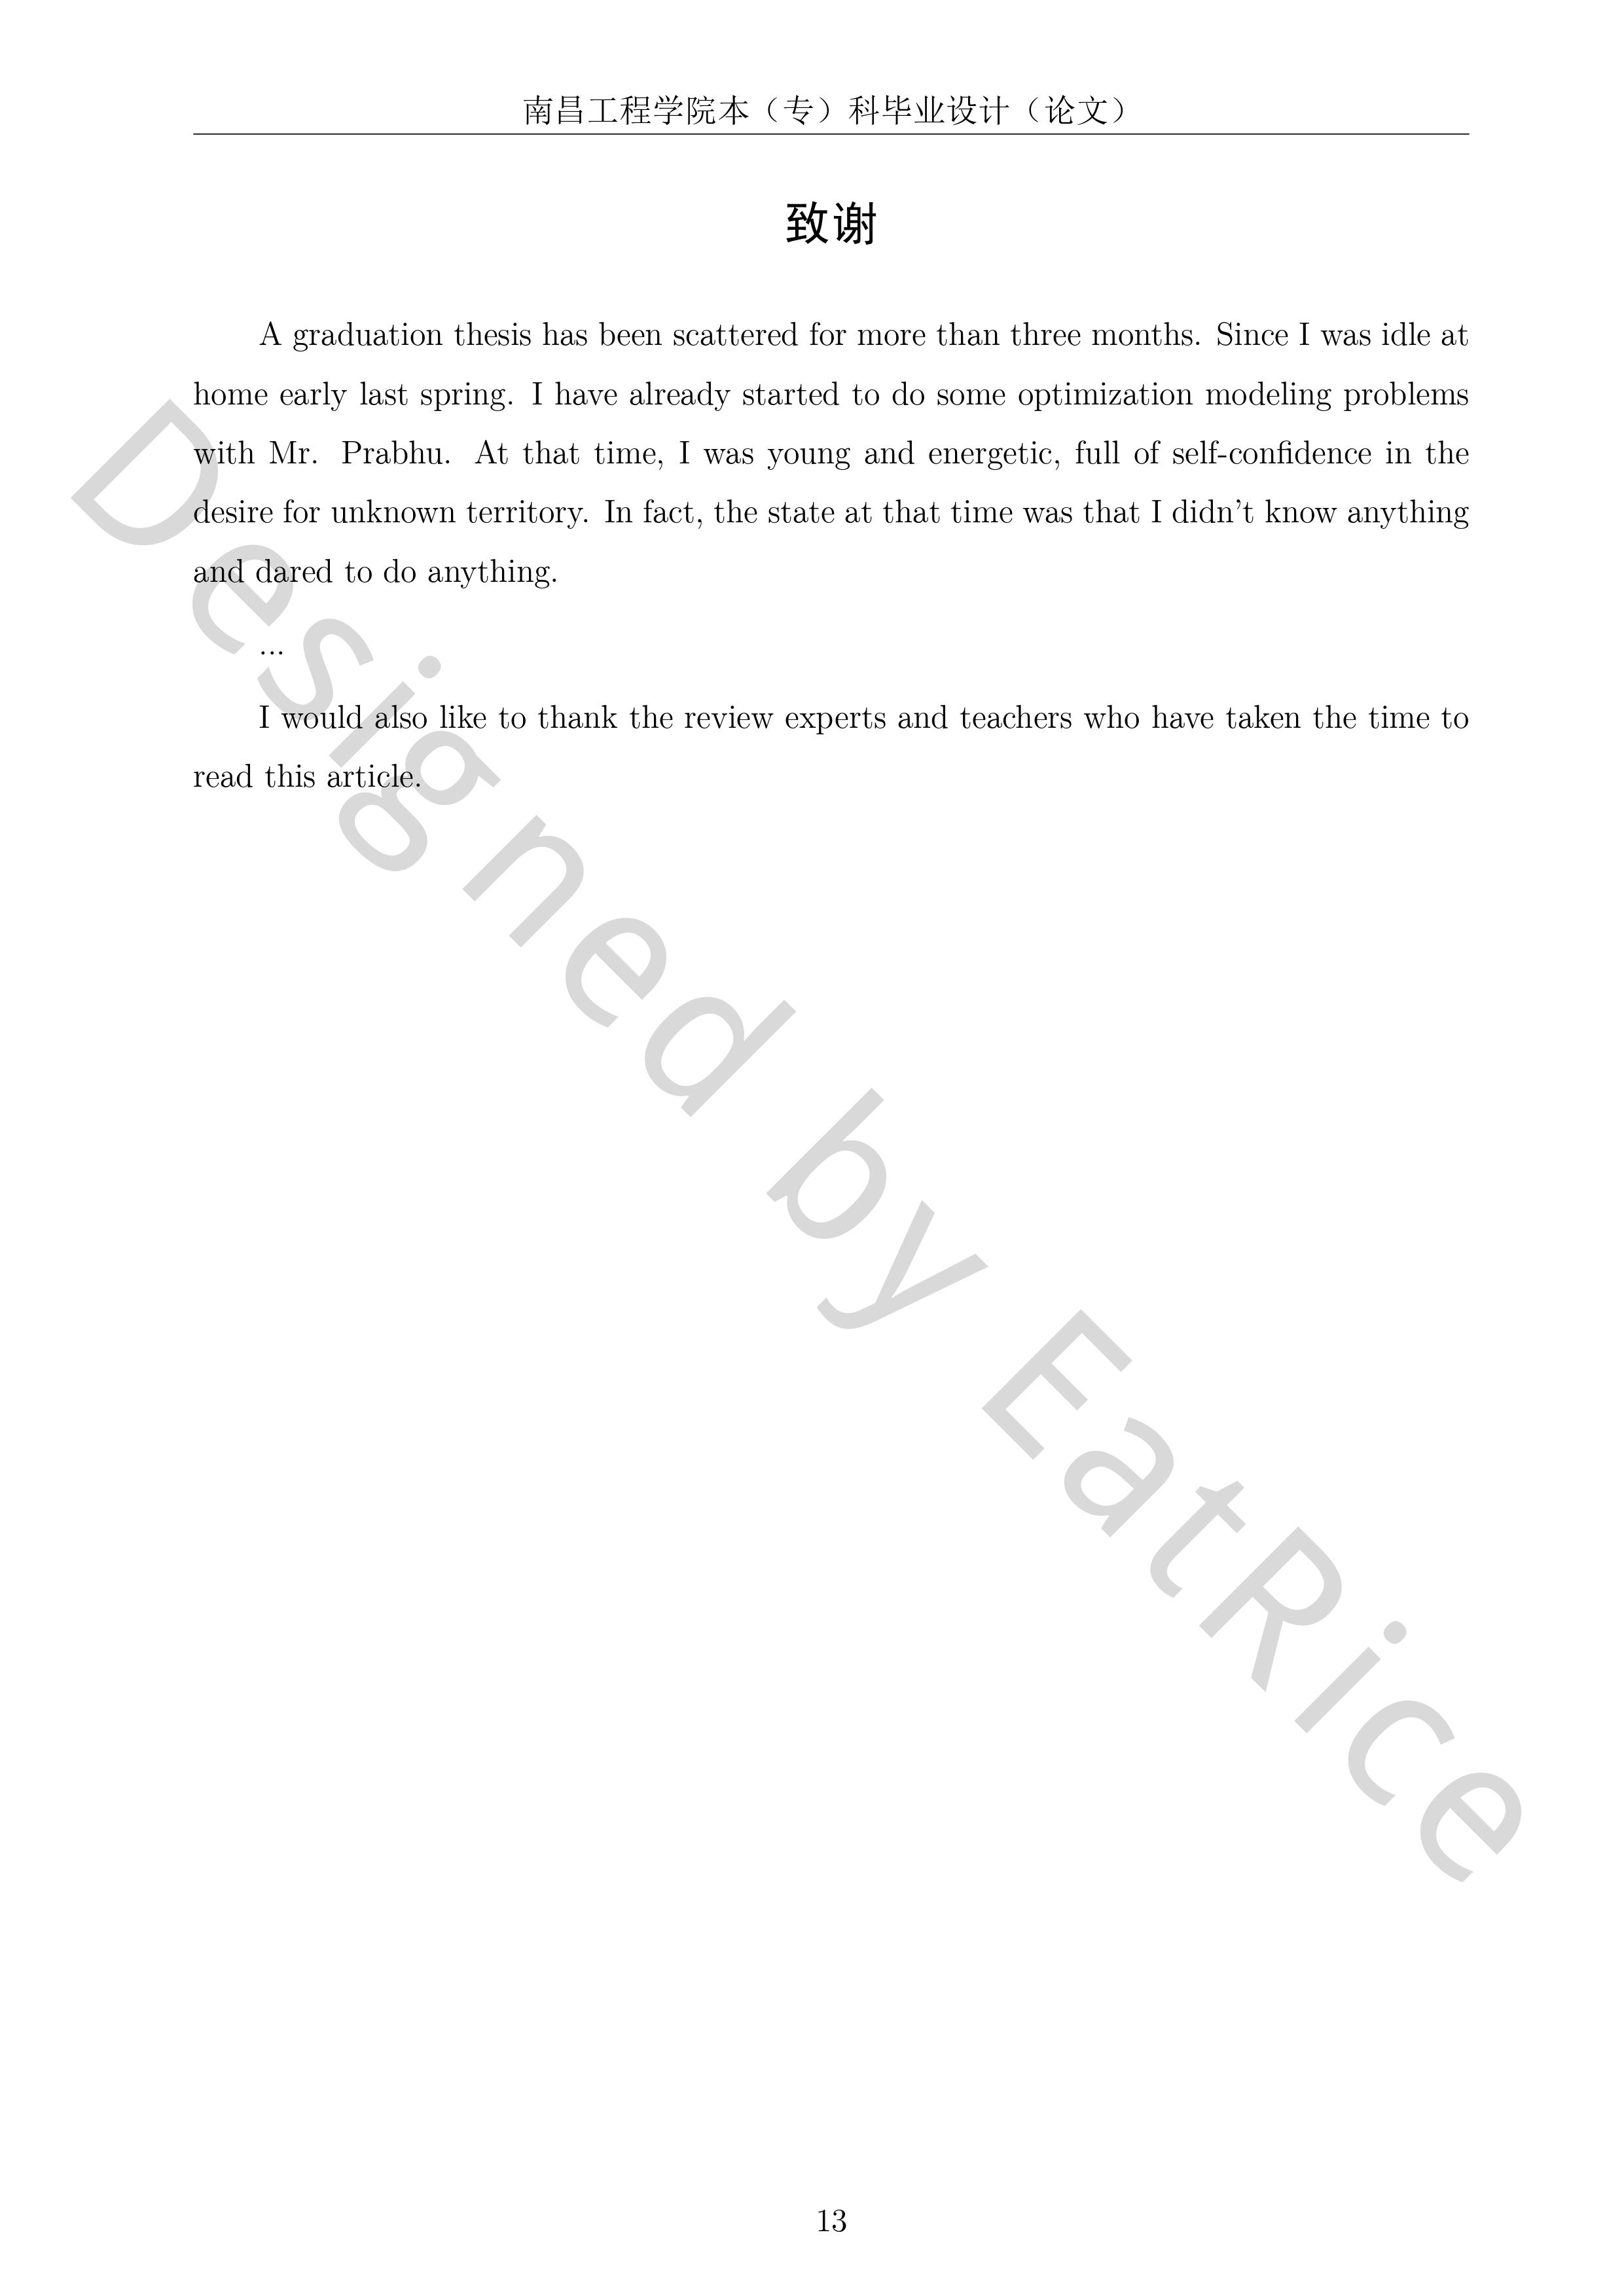 南昌工程学院本（专）科毕业设计（论文）
致谢
A graduation thesis has been scattered for more than three months. Since I was idle at
home early last spring. I have already started to do some optimization modeling problems
with Mr. Prabhu. At that time, I was young and energetic, full of self-confidence in the
desire for unknown territory. In fact, the state at that time was that I didn't know anything
and dared to do anything.
...
I would also like to thank the review experts and teachers who have taken the time to
read this article.
Designed by EatRice
13